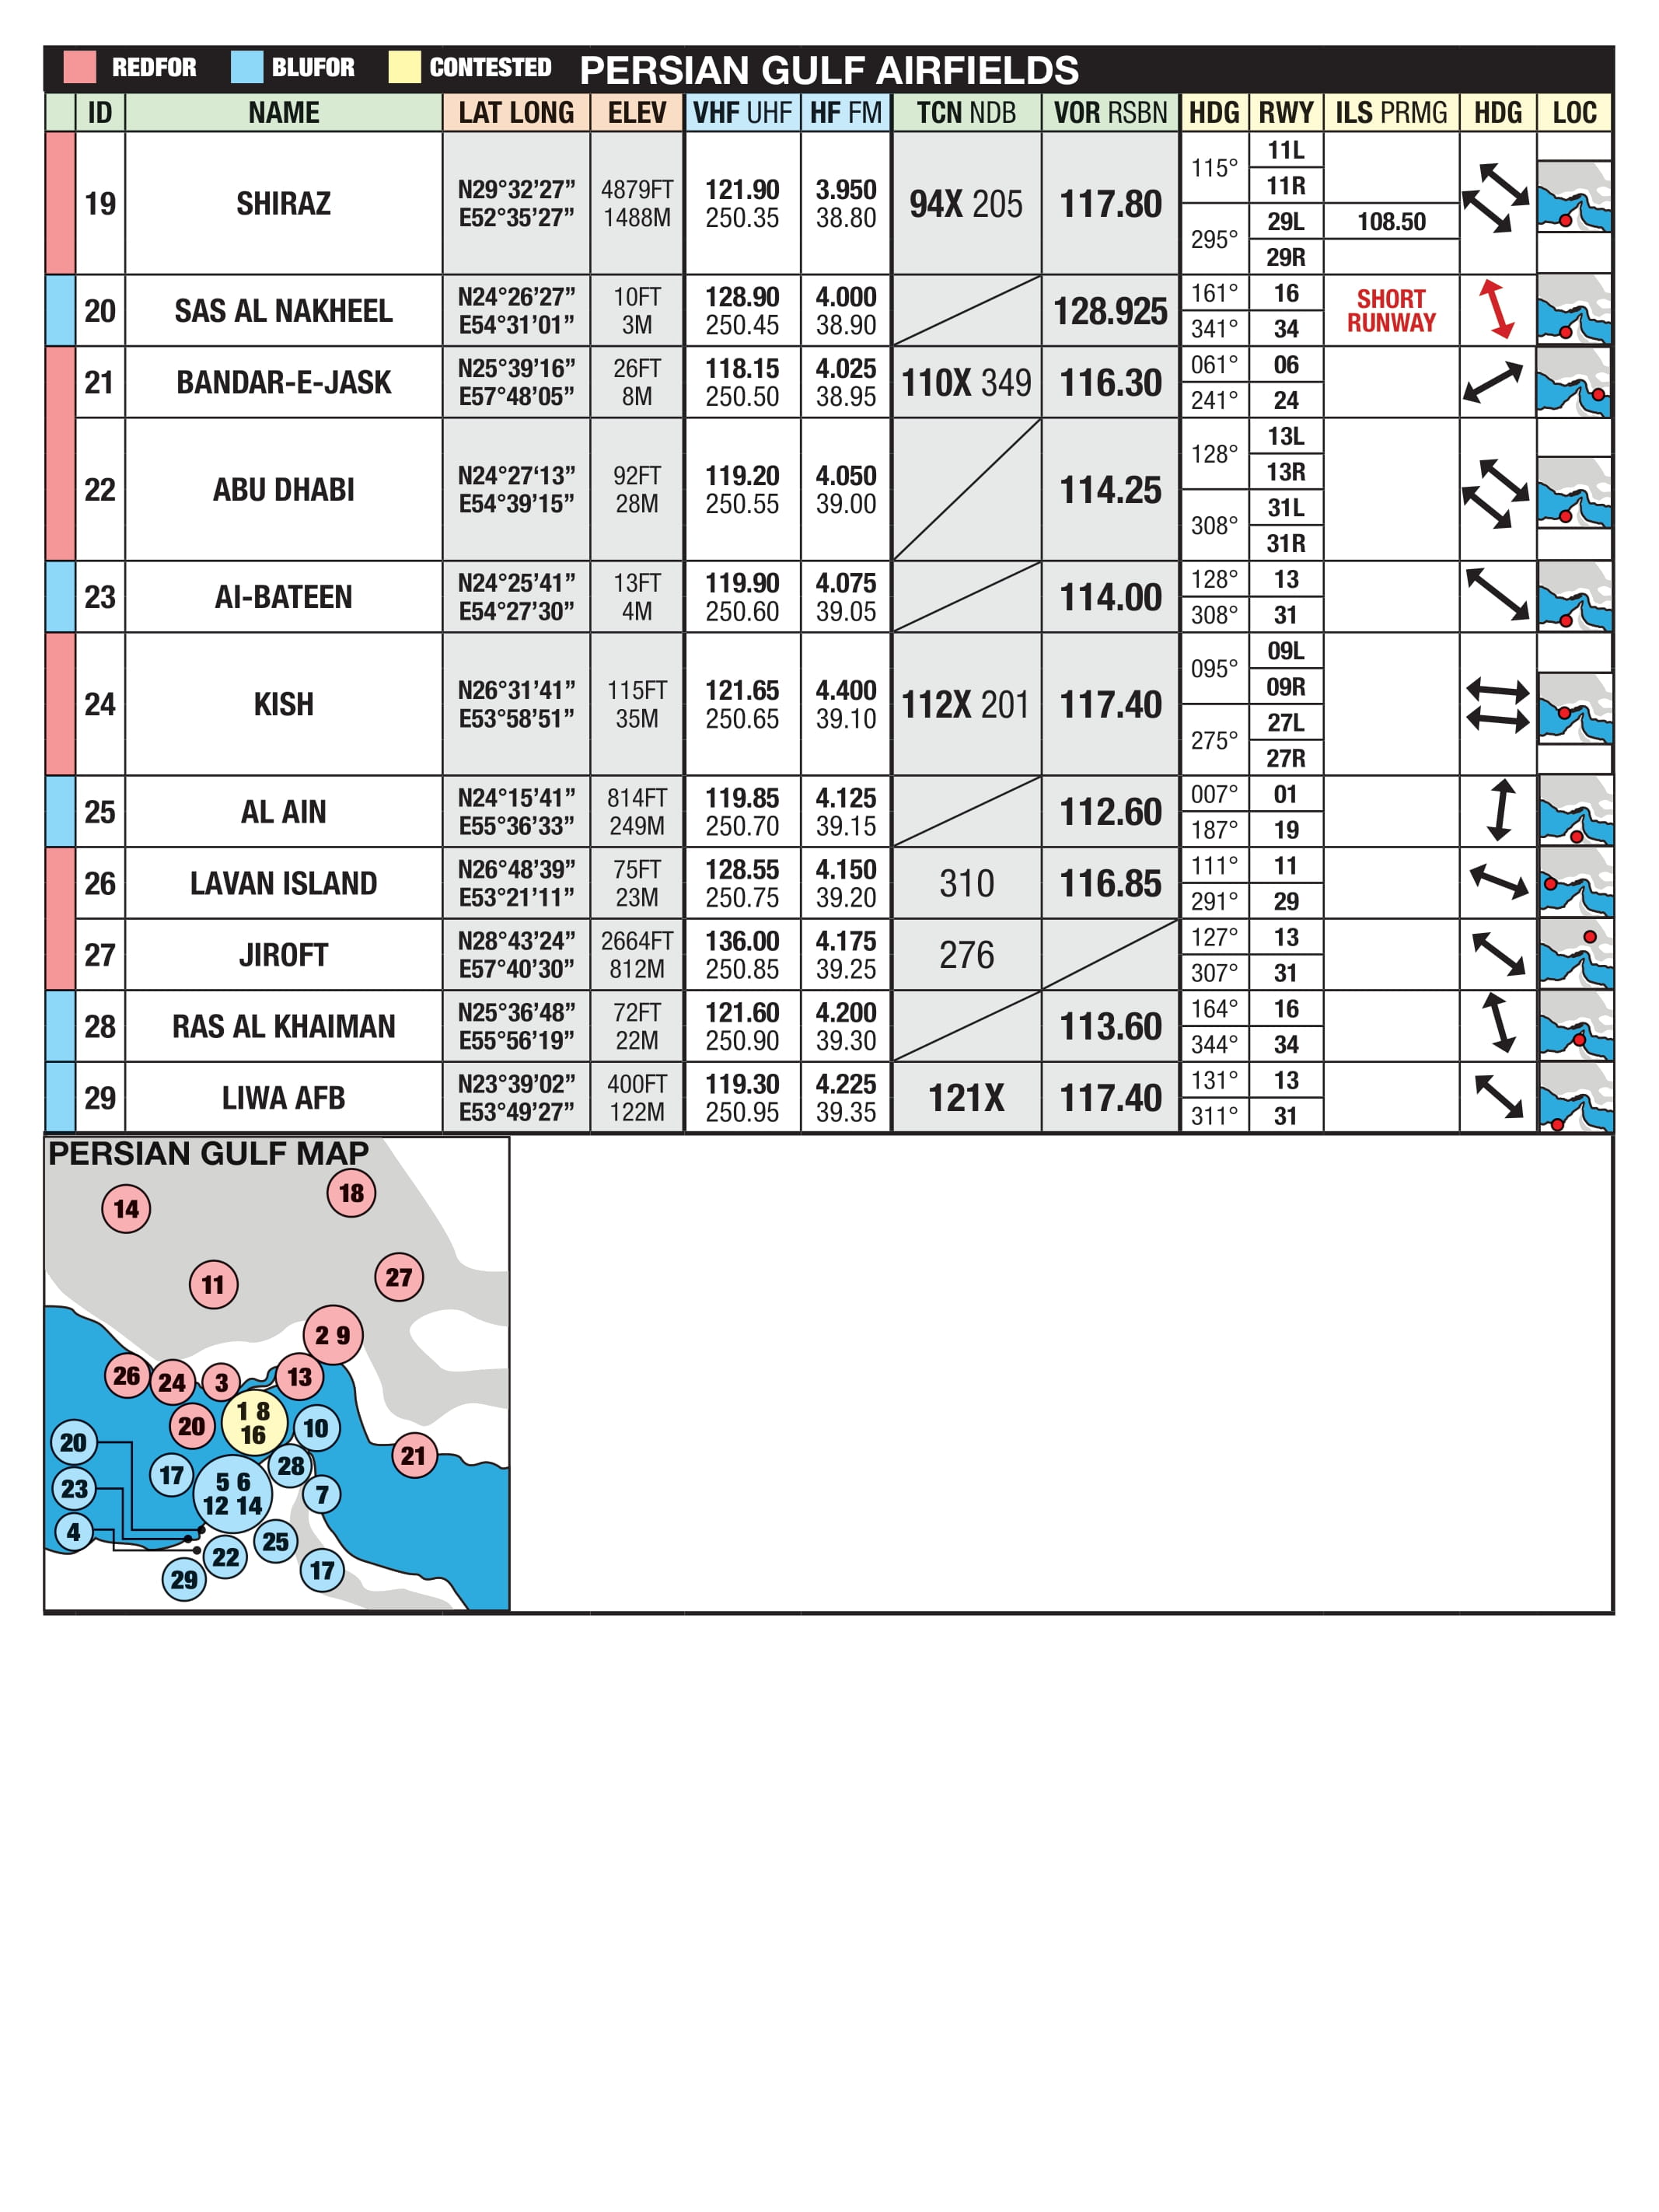 REDFOR BLUFOR CONTESTED PERSIAN GULF AIRFIELDS
ID NAME LAT LONG ELEV VHF UHF HF FM TCN NDB VOR RSBN HDG RWY ILS PRMG HDG LOC
19 SHIRAZ N29°32'27” 4879FT 121.90 3.950 94X 205 117.80 115° 11L
E52°35'27” 1488M 250.35 38.80 11R
295° 29L 108.50
29R
20 SAS AL NAKHEEL N24°26'27” 10FT 128.90 4.000 128.925 161° 16 SHORT
E54°31'01” 3M 250.45 38.90 341° 34 RUNWAY
21 BANDAR-E-JASK N25°39'16” 26FT 118.15 4.025 110X 349 116.30 061° 06
E57°48'05” 8M 250.50 38.95 241° 24
22 ABU DHABI N24°27‘13” 92FT 119.20 4.050 114.25 128° 13L
E54°39'15” 28M 250.55 39.00 13R
308° 31L
31R
23 AI-BATEEN N24°25'41” 13FT 119.90 4.075 114.00 128° 13
E54°27'30” 4M 250.60 39.05 308° 31
24 KISH N26°31'41” 115FT 121.65 4.400 112X 201 117.40 095° 09L
E53°58'51” 35M 250.65 39.10 09R
275° 27L
27R
25 AL AIN N24°15'41” 814FT 119.85 4.125 112.60 007° 01
E55°36'33” 249M 250.70 39.15 187° 19
26 LAVAN ISLAND N26°48'39” 75FT 128.55 4.150 310 116.85 111° 11
E53°21'11” 23M 250.75 39.20 291° 29
27 JIROFT N28°43'24” 2664FT 136.00 4.175 276 127° 13
E57°40'30” 812M 250.85 39.25 307° 31
28 RAS AL KHAIMAN N25°36'48” 72FT 121.60 4.200 113.60 164° 16
E55°56'19” 22M 250.90 39.30 344° 34
29 LIWA AFB N23°39'02” 400FT 119.30 4.225 121X 117.40 131° 13
E53°49'27” 122M 250.95 39.35 311° 31
PERSIAN GULF MAP
18
14
27
11
2 9
26 24 3 13
1 8
16
20 10
20
21
28
17
5 6
12 14
23
7
4
25
22
17
29